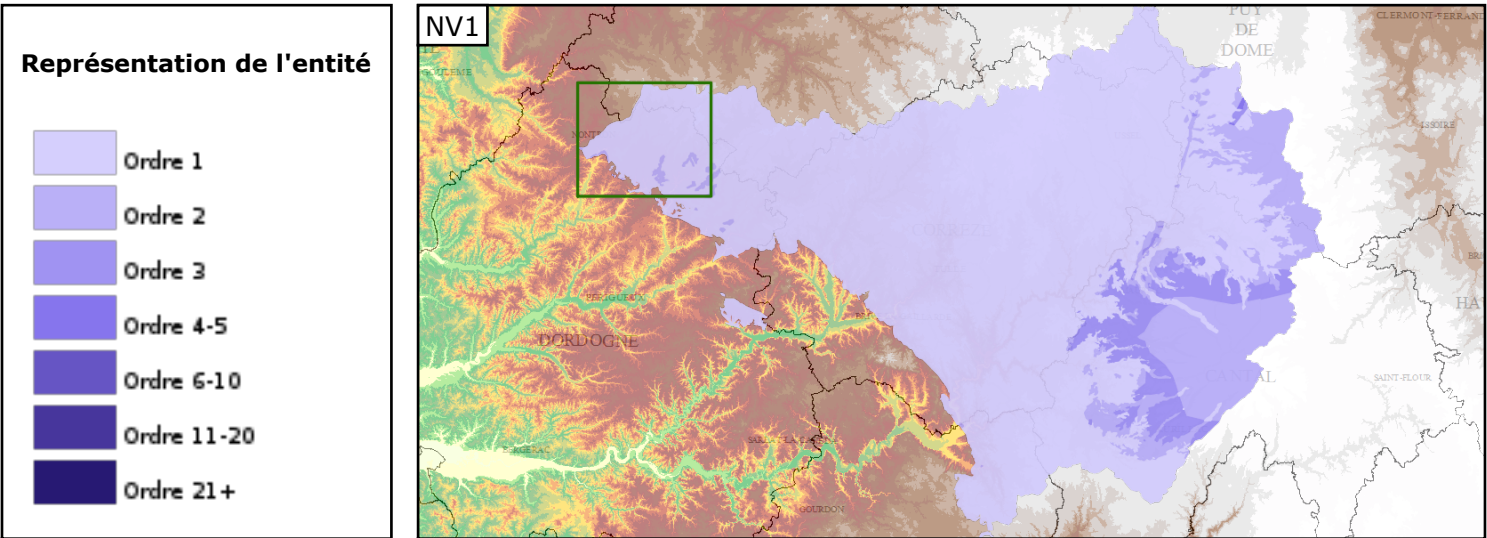 Représentation de l'entité
Ordre 1
Ordre 2
Ordre 3
Ordre 4-5
Ordre 6-10
Ordre 11-20
Ordre 21+
NV1
PUY
DE
DOME
CLERMONT-FERRAND
ISSOIRE
CORREZE
PERIGUEUX
DORDOGNE
CANTAL
SAINT-FLOUR
BERGERAC
GOURDON